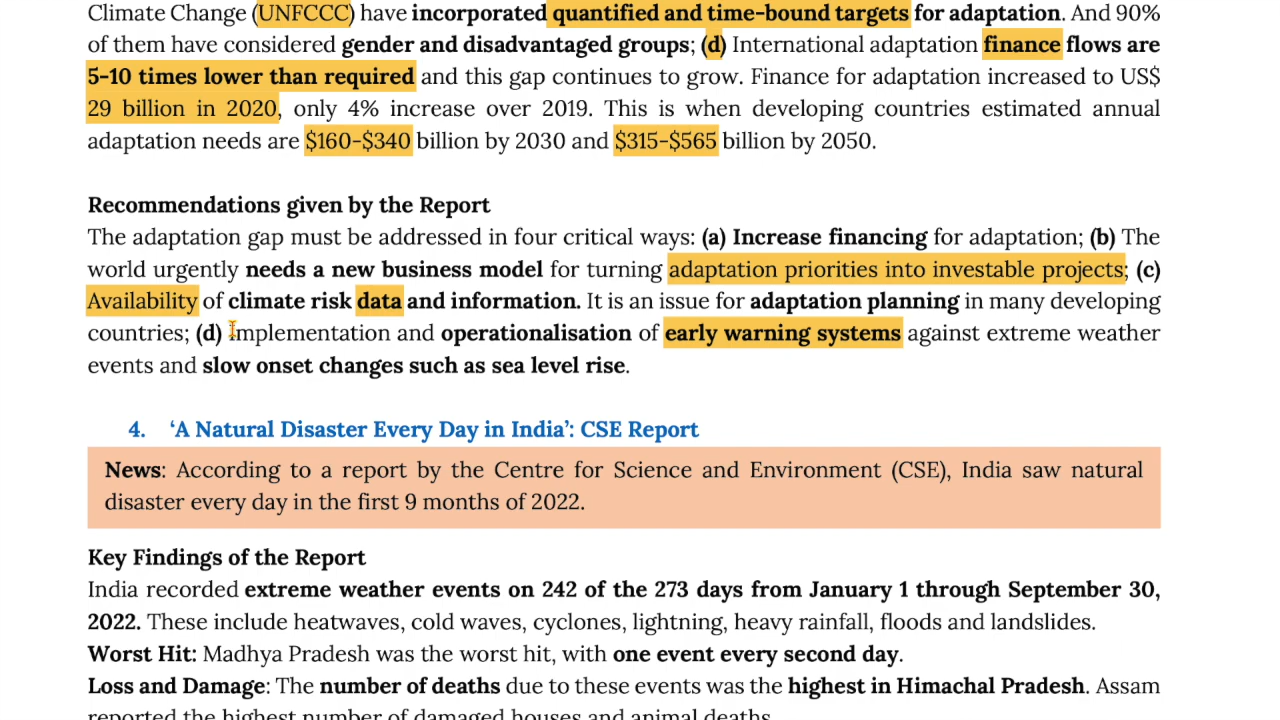 Climate Change (UNFCCC) have incorporated quantified and time-bound targets for adaptation. And 90%
of them have considered gender and disadvantaged groups; (d) International adaptation finance flows are
5-10 times lower than required and this gap continues to grow. Finance for adaptation increased to US$
29 billion in 2020, only 4% increase over 2019. This is when developing countries estimated annual
adaptation needs are $160-$340 billion by 2030 and $315-$565 billion by 2050.
Recommendations given by the Report
The adaptation gap must be addressed in four critical ways: (a) Increase financing for adaptation; (b) The
world urgently needs a new business model for turning adaptation priorities into investable projects; (c)
Availability of climate risk data and information. It is an issue for adaptation planning in many developing
countries; (d) Implementation and operationalisation of early warning systems against extreme weather
events and slow onset changes such as sea level rise.
4. ‘A Natural Disaster Every Day in India’: CSE Report
News: According to a report by the Centre for Science and Environment (CSE), India saw natural
disaster every day in the first 9 months of 2022.
Key Findings of the Report
India recorded extreme weather events on 242 of the 273 days from January 1 through September 30,
2022. These include heatwaves, cold waves, cyclones, lightning, heavy rainfall, floods and landslides.
Worst Hit: Madhya Pradesh was the worst hit, with one event every second day.
Loss and Damage: The number of deaths due to these events was the highest in Himachal Pradesh. Assam
reported the highest number of damaged houses and animal deaths.